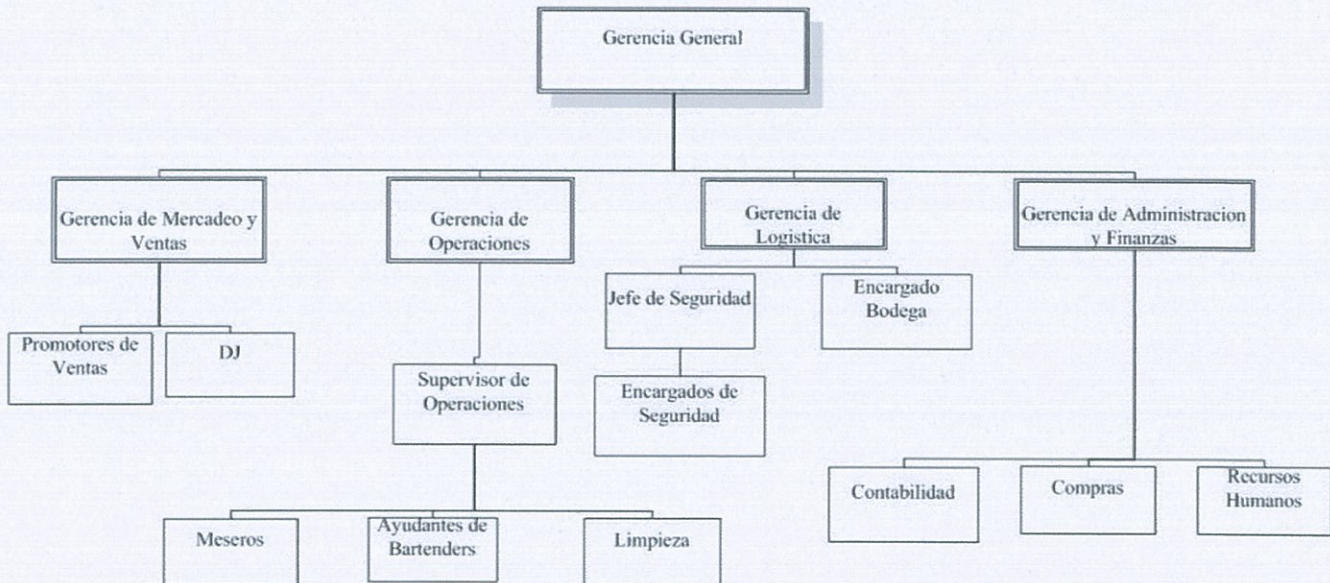 Gerencia General
Gerencia de Mercadeo y
Ventas
Gerencia de
Operaciones
Gerencia de
Logistica
Gerencia de Administracion
y Finanzas
Promotores de
Ventas
DJ
Supervisor de
Operaciones
Jefe de Seguridad
Encargado
Bodega
Encargados de
Seguridad
Meseros
Ayudantes de
Bartenders
Limpieza
Contabilidad
Compras
Recursos
Humanos